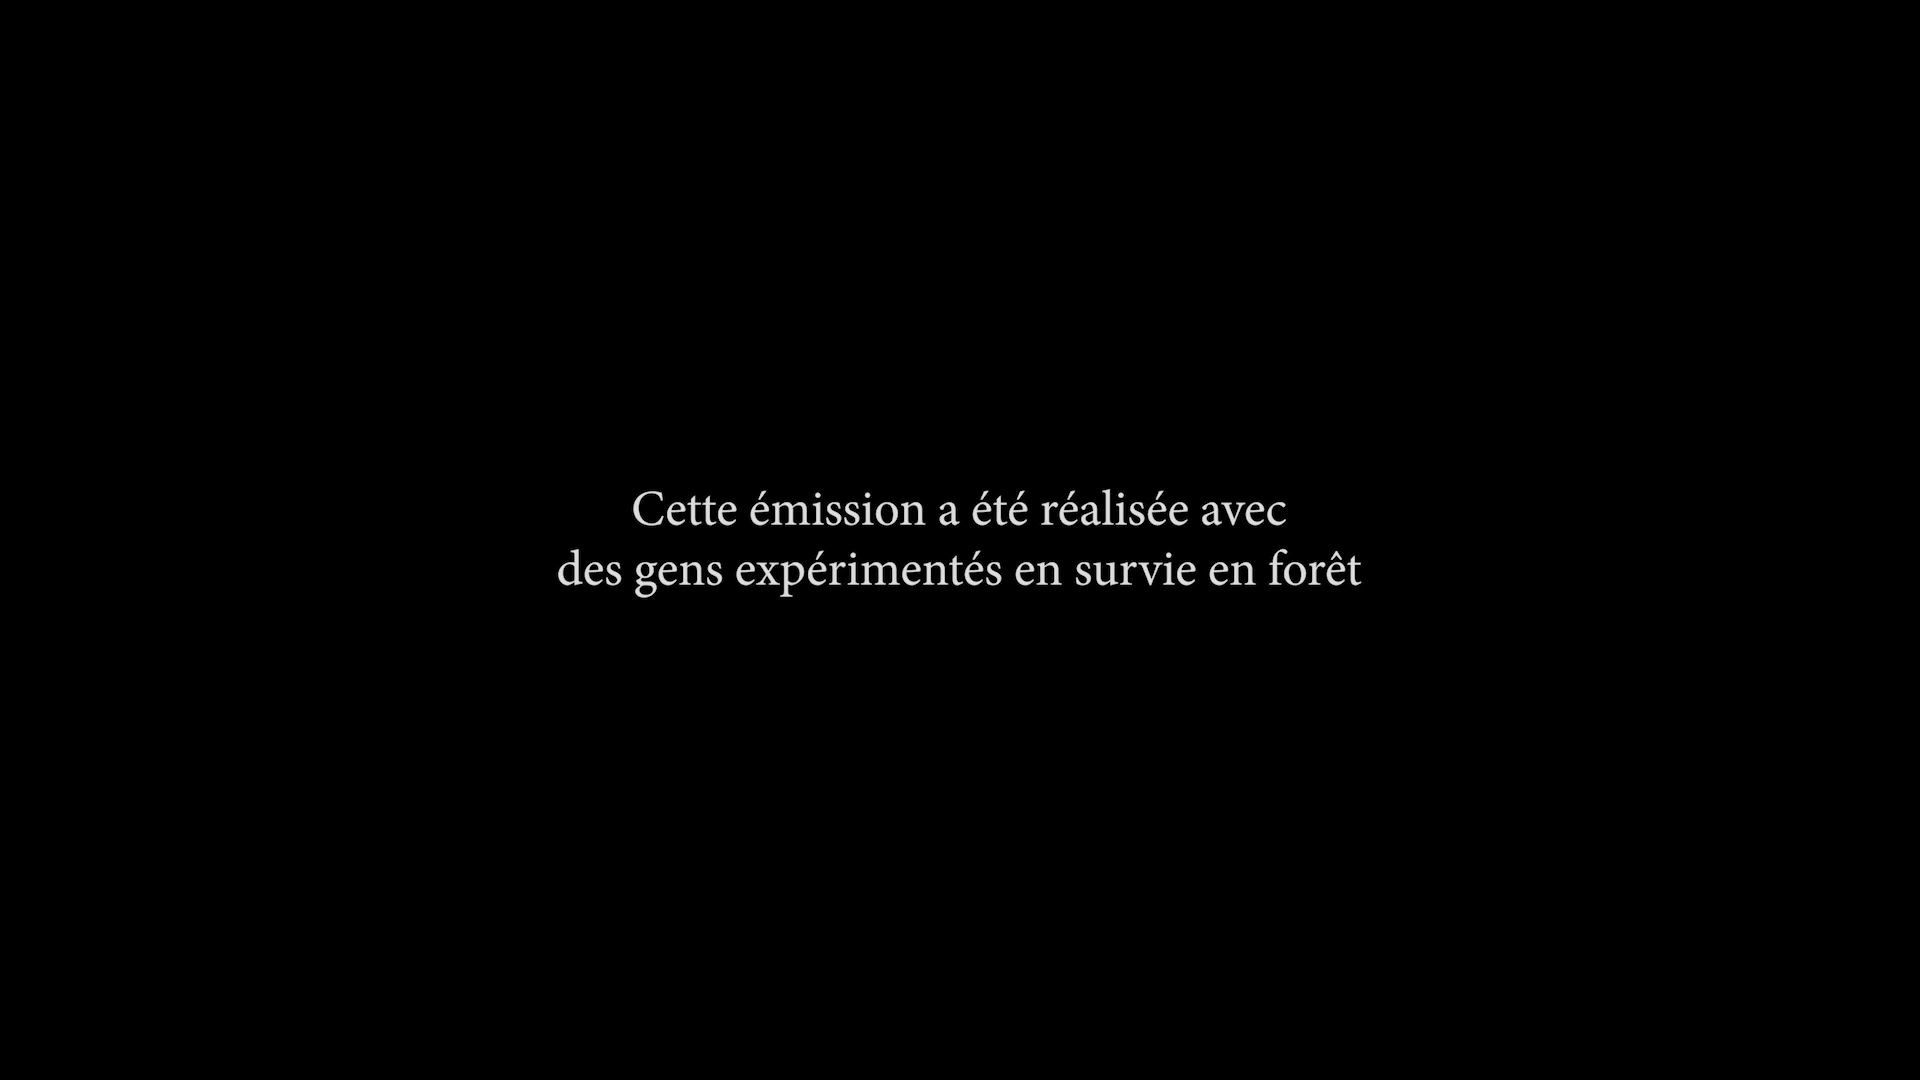 Cette émission a été réalisée avec
des gens expérimentés en survie en forêt